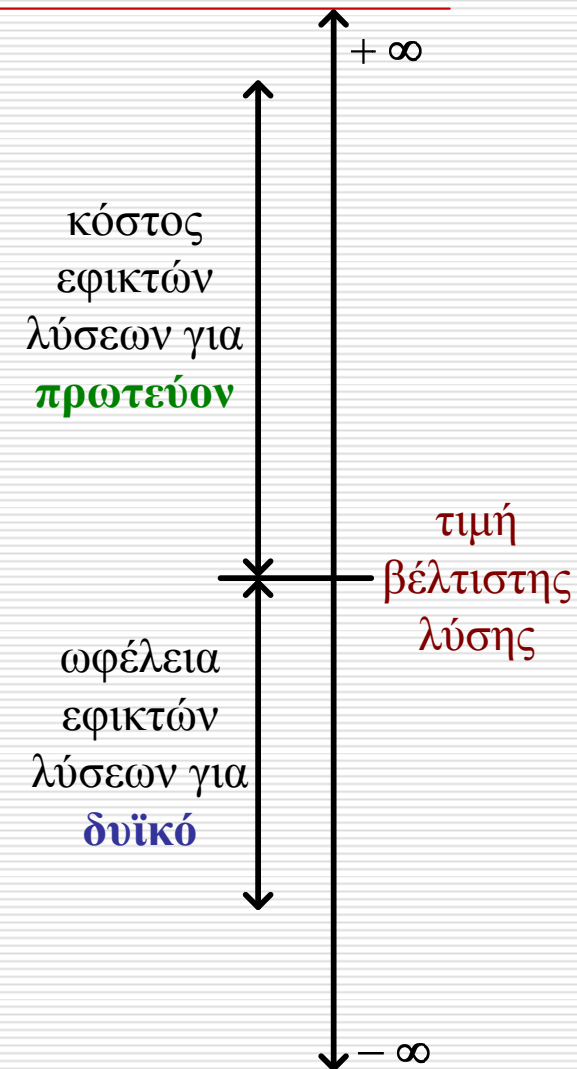 + ∞
κόστος
εφικτών
λύσεων για
πρωτεύον
τιμή
βέλτιστης
λύσης
ωφέλεια
εφικτών
λύσεων για
δυϊκό
− ∞